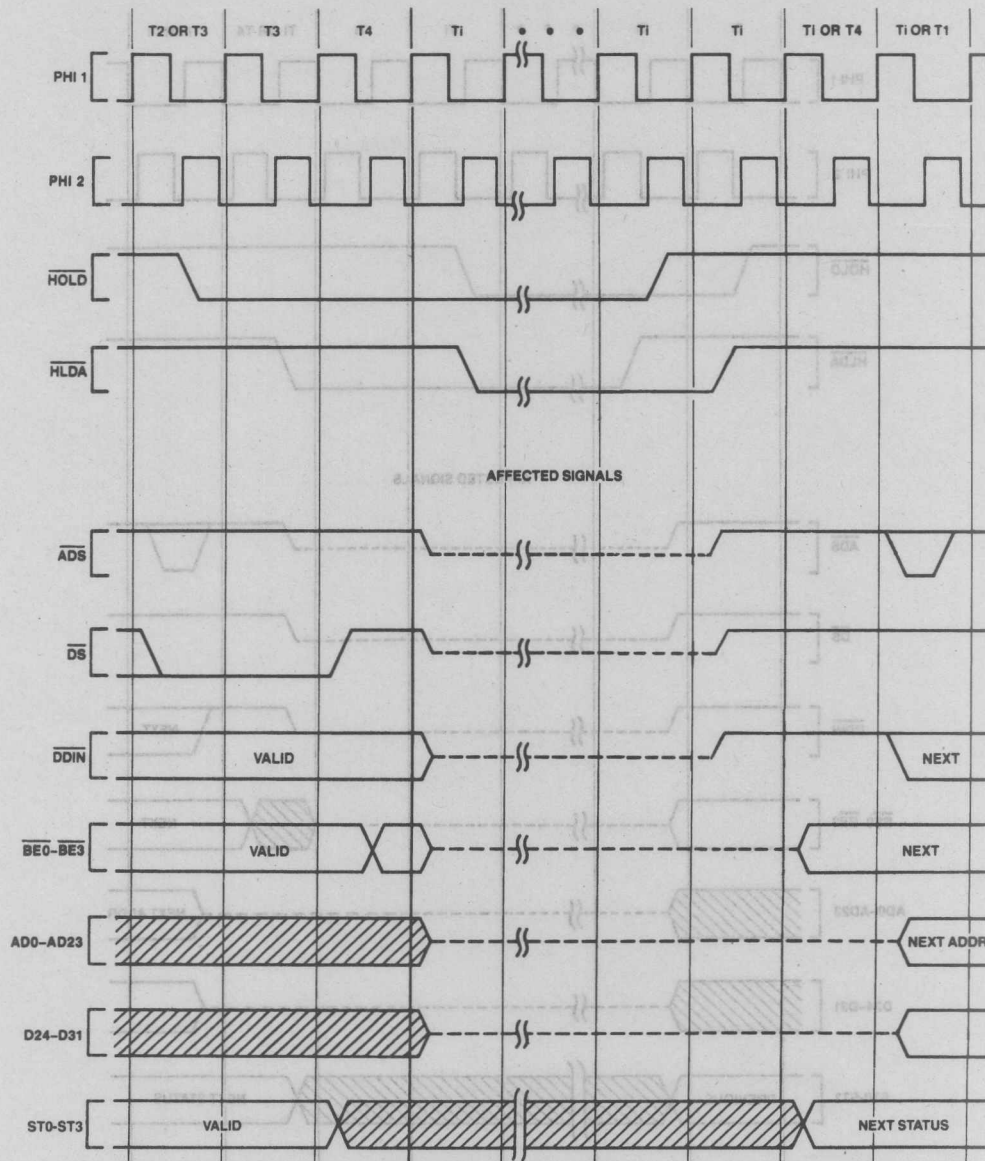 T2 OR T3 T3 T4 Ti • • • Ti Ti Ti OR T4 Ti OR T1
PHI 1
PHI 2
HOLD
HLDA
AFFECTED SIGNALS
ADS
DS
DDIN VALID NEXT
BE0-BE3 VALID NEXT
AD0-AD23 NEXT ADDR
D24-D31
ST0-ST3 VALID NEXT STATUS